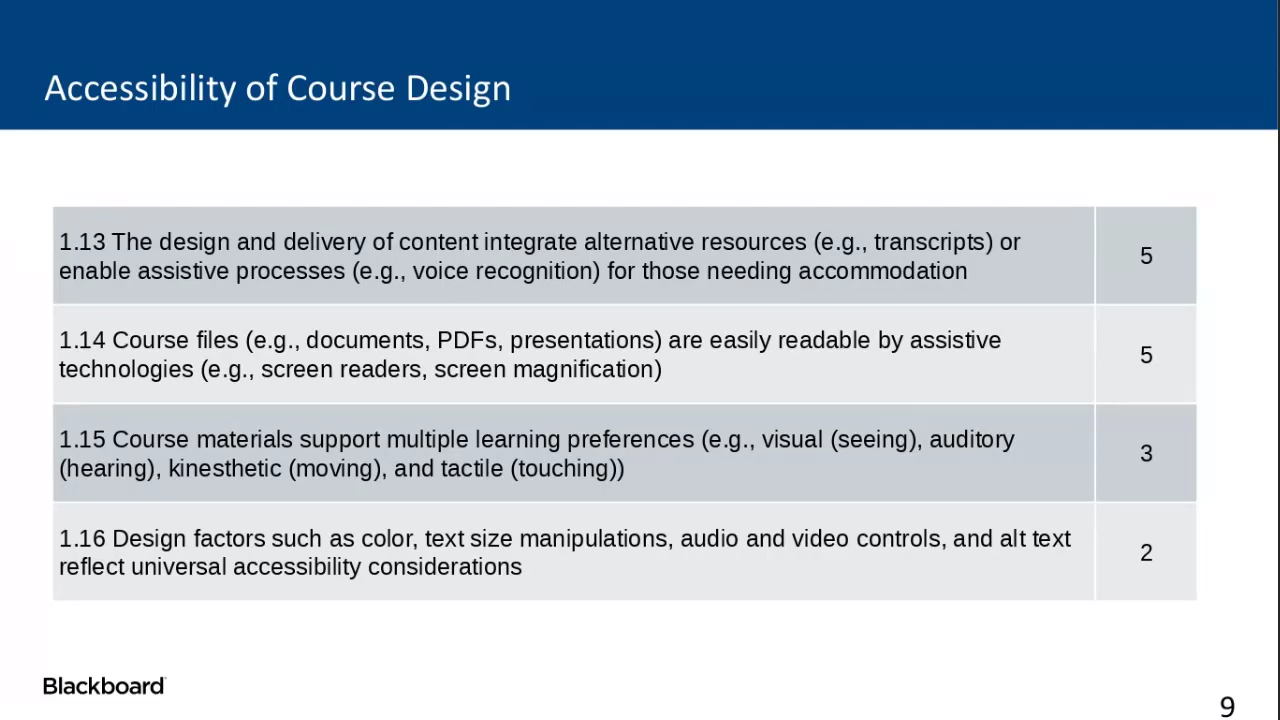 Accessibility of Course Design
1.13 The design and delivery of content integrate alternative resources (e.g., transcripts) or
enable assistive processes (e.g., voice recognition) for those needing accommodation
5
1.14 Course files (e.g., documents, PDFs, presentations) are easily readable by assistive
technologies (e.g., screen readers, screen magnification)
5
1.15 Course materials support multiple learning preferences (e.g., visual (seeing), auditory
(hearing), kinesthetic (moving), and tactile (touching))
3
1.16 Design factors such as color, text size manipulations, audio and video controls, and alt text
reflect universal accessibility considerations
2
Blackboard
9